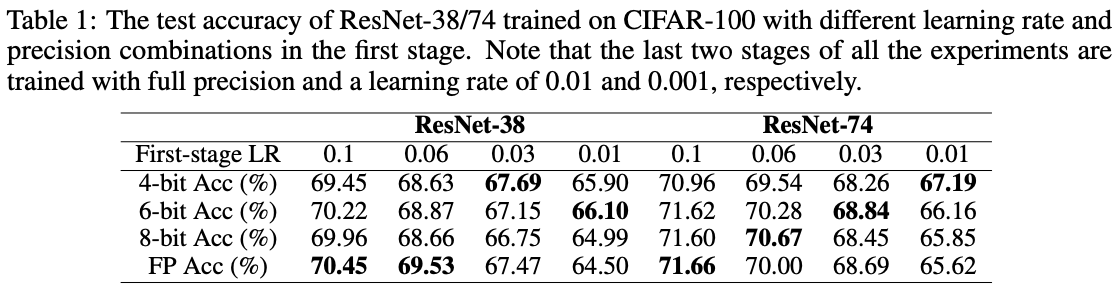 Table 1: The test accuracy of ResNet-38/74 trained on CIFAR-100 with different learning rate and
precision combinations in the first stage. Note that the last two stages of all the experiments are
trained with full precision and a learning rate of 0.01 and 0.001, respectively.
ResNet-38 ResNet-74
First-stage LR 0.1 0.06 0.03 0.01 0.1 0.06 0.03 0.01
4-bit Acc (%) 69.45 68.63 67.69 65.90 70.96 69.54 68.26 67.19
6-bit Acc (%) 70.22 68.87 67.15 66.10 71.62 70.28 68.84 66.16
8-bit Acc (%) 69.96 68.66 66.75 64.99 71.60 70.67 68.45 65.85
FP Acc (%) 70.45 69.53 67.47 64.50 71.66 70.00 68.69 65.62